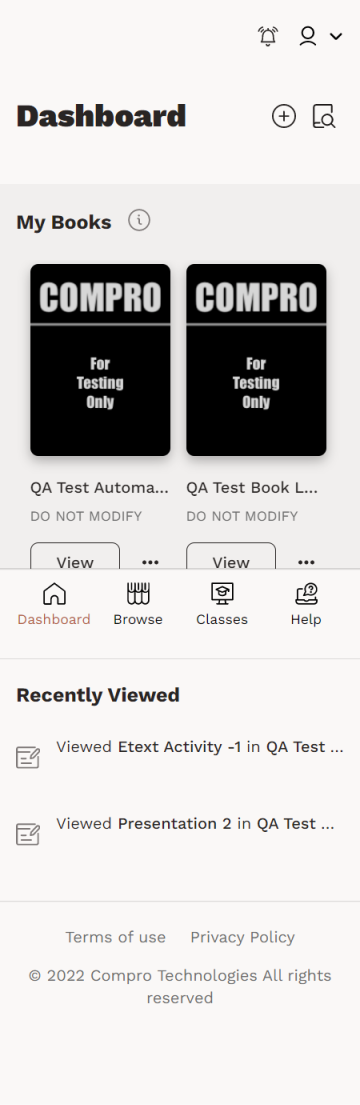 Dashboard
My Books
COMPRO
For
Testing
Only
COMPRO
For
Testing
Only
QA Test Automa...
DO NOT MODIFY
View
QA Test Book L...
DO NOT MODIFY
View
Dashboard
Browse
Classes
Help
Recently Viewed
Viewed Etext Activity -1 in QA Test ...
Viewed Presentation 2 in QA Test ...
Terms of use
Privacy Policy
© 2022 Compro Technologies All rights
reserved